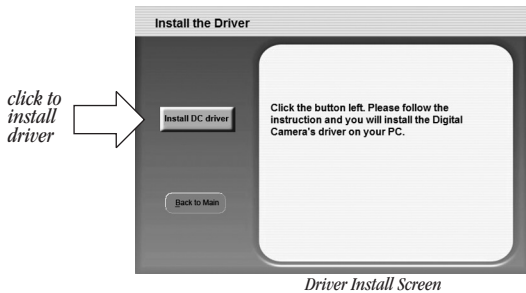 Install the Driver
click to
install
driver
Install DC driver
Click the button left. Please follow the
instruction and you will install the Digital
Camera's driver on your PC.
Back to Main
Driver Install Screen